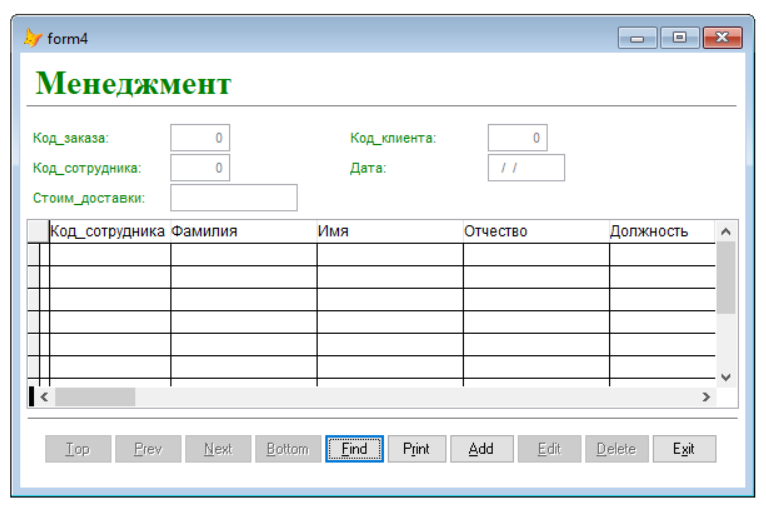 form4
Менеджмент
Код_заказа: 0 Код_клиента: 0
Код_сотрудника: 0 Дата: / /
Стоим_доставки:
Код_сотрудника Фамилия Имя Отчество Должность
Top Prev Next Bottom Find Print Add Edit Delete Exit